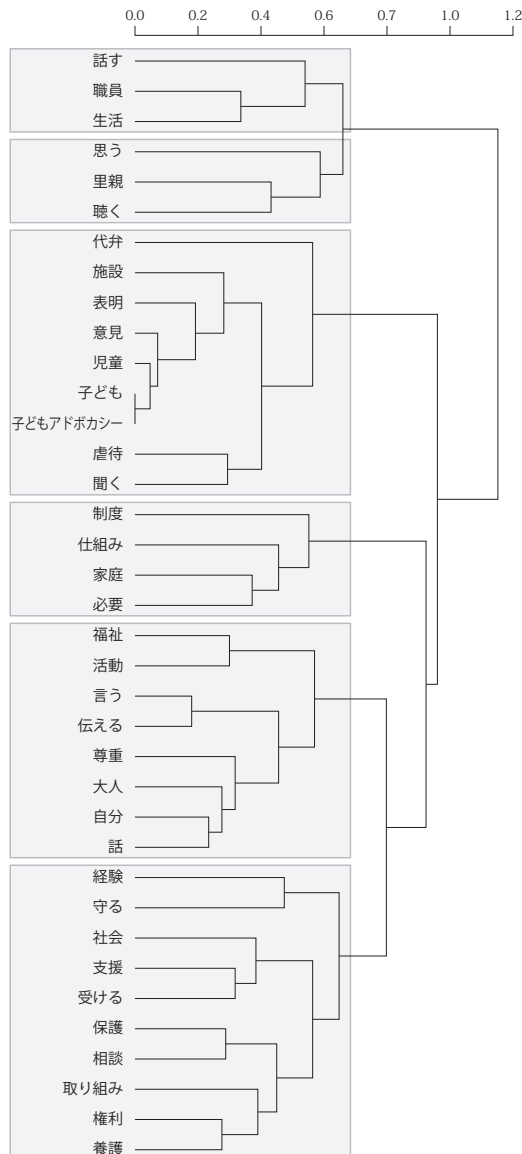 0.0 0.2 0.4 0.6 0.7 1.0 1.2
話す
職員
生活
思う
里親
聴く
代弁
施設
表明
意見
児童
子ども
子どもアドボカシー
虐待
聞く
制度
仕組み
家庭
必要
福祉
活動
言う
伝える
尊重
大人
自分
話
経験
守る
社会
支援
受ける
保護
相談
取り組み
権利
養護